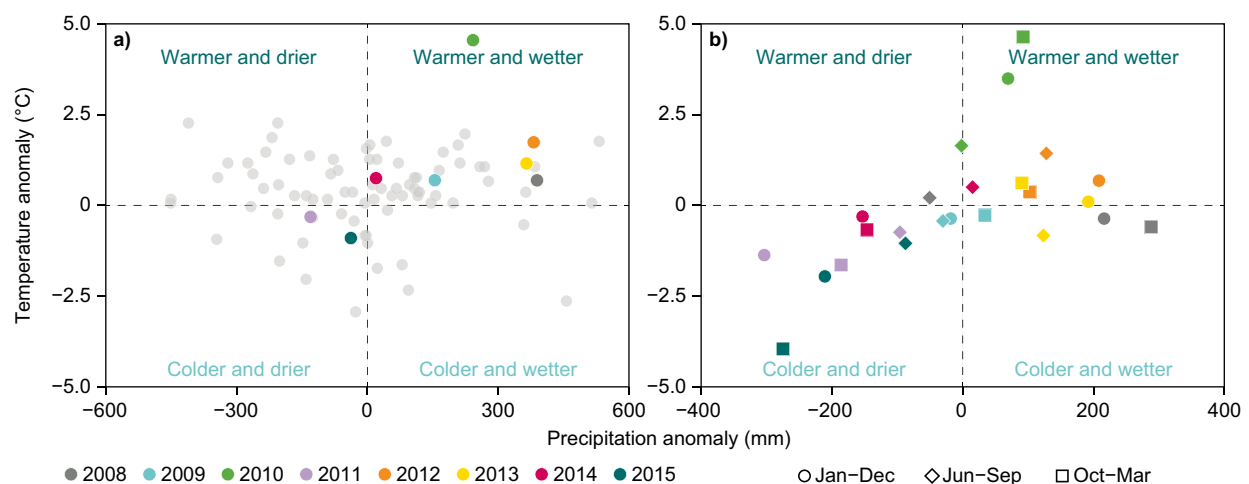 a)
Warmer and drier
Warmer and wetter
Colder and drier
Colder and wetter
5.0
2.5
0
−2.5
−5.0
−600
−300
0
300
600
Temperature anomaly (°C)
b)
Warmer and drier
Warmer and wetter
Colder and drier
Colder and wetter
5.0
2.5
0
−2.5
−5.0
−400
−200
0
200
400
Precipitation anomaly (mm)
2008 2009 2010 2011 2012 2013 2014 2015 Jan−Dec Jun−Sep Oct−Mar